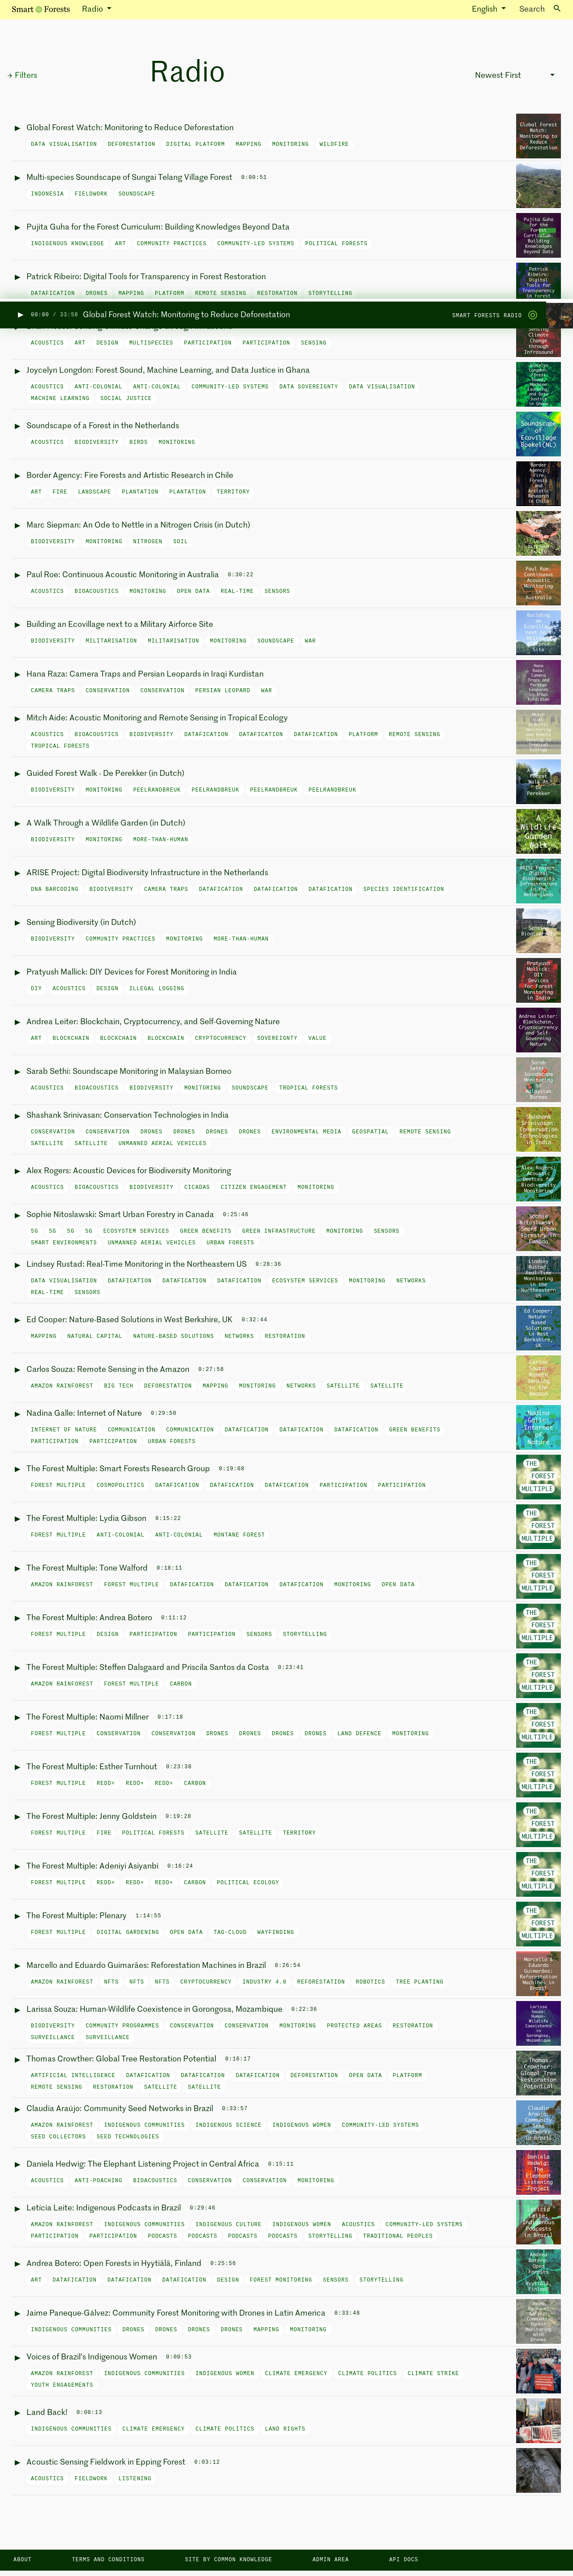 Smart Forests Radio English Search
Filters
Radio
Newest First
Global Forest Watch: Monitoring to Reduce Deforestation
DATA VISUALISATION DEFORESTATION DIGITAL PLATFORM MAPPING MONITORING WILDFIRE
Multi-species Soundscape of Sungai Telang Village Forest 0:00:51
INDONESIA FIELDWORK SOUNDSCAPE
Pujita Guha for the Forest Curriculum: Building Knowledges Beyond Data
INDIGENOUS KNOWLEDGE ART COMMUNITY PRACTICES COMMUNITY-LED SYSTEMS POLITICAL FORESTS
Patrick Ribeiro: Digital Tools for Transparency in Forest Restoration
DATAFICATION DRONES MAPPING PLATFORM REMOTE SENSING RESTORATION STORYTELLING
00:00 / 33:58 Global Forest Watch: Monitoring to Reduce Deforestation SMART FORESTS RADIO
ACOUSTICS ART DESIGN MULTISPECIES PARTICIPATION PARTICIPATION SENSING
Joycelyn Longdon: Forest Sound, Machine Learning, and Data Justice in Ghana
ACOUSTICS ANTI-COLONIAL ANTI-COLONIAL COMMUNITY-LED SYSTEMS DATA SOVEREIGNTY DATA VISUALISATION
MACHINE LEARNING SOCIAL JUSTICE
Soundscape of a Forest in the Netherlands
ACOUSTICS BIODIVERSITY BIRDS MONITORING
Border Agency: Fire Forests and Artistic Research in Chile
ART FIRE LANDSCAPE PLANTATION PLANTATION TERRITORY
Marc Siepman: An Ode to Nettle in a Nitrogen Crisis (in Dutch)
BIODIVERSITY MONITORING NITROGEN SOIL
Paul Roe: Continuous Acoustic Monitoring in Australia 0:30:22
ACOUSTICS BIOACOUSTICS MONITORING OPEN DATA REAL-TIME SENSORS
Building an Ecovillage next to a Military Airforce Site
BIODIVERSITY MILITARISATION MILITARISATION MONITORING SOUNDSCAPE WAR
Hana Raza: Camera Traps and Persian Leopards in Iraqi Kurdistan
CAMERA TRAPS CONSERVATION CONSERVATION PERSIAN LEOPARD WAR
Mitch Aide: Acoustic Monitoring and Remote Sensing in Tropical Ecology
ACOUSTICS BIOACOUSTICS BIODIVERSITY DATAFICATION DATAFICATION DATAFICATION PLATFORM REMOTE SENSING
TROPICAL FORESTS
Guided Forest Walk - De Perekker (in Dutch)
BIODIVERSITY MONITORING PEELRANDBREUK PEELRANDBREUK PEELRANDBREUK PEELRANDBREUK
A Walk Through a Wildlife Garden (in Dutch)
BIODIVERSITY MONITORING MORE-THAN-HUMAN
ARISE Project: Digital Biodiversity Infrastructure in the Netherlands
DNA BARCODING BIODIVERSITY CAMERA TRAPS DATAFICATION DATAFICATION DATAFICATION SPECIES IDENTIFICATION
Sensing Biodiversity (in Dutch)
BIODIVERSITY COMMUNITY PRACTICES MONITORING MORE-THAN-HUMAN
Pratyush Mallick: DIY Devices for Forest Monitoring in India
DIY ACOUSTICS DESIGN ILLEGAL LOGGING
Andrea Leiter: Blockchain, Cryptocurrency, and Self-Governing Nature
ART BLOCKCHAIN BLOCKCHAIN BLOCKCHAIN CRYPTOCURRENCY SOVEREIGNTY VALUE
Sarab Sethi: Soundscape Monitoring in Malaysian Borneo
ACOUSTICS BIOACOUSTICS BIODIVERSITY MONITORING SOUNDSCAPE TROPICAL FORESTS
Shashank Srinivasan: Conservation Technologies in India
CONSERVATION CONSERVATION DRONES DRONES DRONES DRONES ENVIRONMENTAL MEDIA GEOSPATIAL REMOTE SENSING
SATELLITE SATELLITE UNMANNED AERIAL VEHICLES
Alex Rogers: Acoustic Devices for Biodiversity Monitoring
ACOUSTICS BIOACOUSTICS BIODIVERSITY CICADAS CITIZEN ENGAGEMENT MONITORING
Sophie Nitoslawski: Smart Urban Forestry in Canada 0:25:46
5G 5G 5G 5G ECOSYSTEM SERVICES GREEN BENEFITS GREEN INFRASTRUCTURE MONITORING SENSORS
SMART ENVIRONMENTS UNMANNED AERIAL VEHICLES URBAN FORESTS
Lindsey Rustad: Real-Time Monitoring in the Northeastern US 0:28:36
DATA VISUALISATION DATAFICATION DATAFICATION DATAFICATION ECOSYSTEM SERVICES MONITORING NETWORKS
REAL-TIME SENSORS
Ed Cooper: Nature-Based Solutions in West Berkshire, UK 0:32:44
MAPPING NATURAL CAPITAL NATURE-BASED SOLUTIONS NETWORKS RESTORATION
Carlos Souza: Remote Sensing in the Amazon 0:27:58
AMAZON RAINFOREST BIG TECH DEFORESTATION MAPPING MONITORING NETWORKS SATELLITE SATELLITE
Nadina Galle: Internet of Nature 0:29:50
INTERNET OF NATURE COMMUNICATION COMMUNICATION DATAFICATION DATAFICATION DATAFICATION GREEN BENEFITS
PARTICIPATION PARTICIPATION URBAN FORESTS
The Forest Multiple: Smart Forests Research Group 0:19:08
FOREST MULTIPLE COSMOPOLITICS DATAFICATION DATAFICATION DATAFICATION PARTICIPATION PARTICIPATION
The Forest Multiple: Lydia Gibson 0:15:22
FOREST MULTIPLE ANTI-COLONIAL ANTI-COLONIAL MONTANE FOREST
The Forest Multiple: Tone Walford 0:18:11
AMAZON RAINFOREST FOREST MULTIPLE DATAFICATION DATAFICATION DATAFICATION MONITORING OPEN DATA
The Forest Multiple: Andrea Botero 0:11:12
FOREST MULTIPLE DESIGN PARTICIPATION PARTICIPATION SENSORS STORYTELLING
The Forest Multiple: Steffen Dalsgaard and Priscila Santos da Costa 0:23:41
AMAZON RAINFOREST FOREST MULTIPLE CARBON
The Forest Multiple: Naomi Millner 0:17:18
FOREST MULTIPLE CONSERVATION CONSERVATION DRONES DRONES DRONES DRONES LAND DEFENCE MONITORING
The Forest Multiple: Esther Turnhout 0:23:38
FOREST MULTIPLE REDD+ REDD+ REDD+ CARBON
The Forest Multiple: Jenny Goldstein 0:19:28
FOREST MULTIPLE FIRE POLITICAL FORESTS SATELLITE SATELLITE TERRITORY
The Forest Multiple: Adeniyi Asiyanbi 0:16:24
FOREST MULTIPLE REDD+ REDD+ REDD+ CARBON POLITICAL ECOLOGY
The Forest Multiple: Plenary 1:14:55
FOREST MULTIPLE DIGITAL GARDENING OPEN DATA TAG-CLOUD WAYFINDING
Marcello and Eduardo Guimarães: Reforestation Machines in Brazil 0:26:54
AMAZON RAINFOREST NFTS NFTS NFTS CRYPTOCURRENCY INDUSTRY 4.0 REFORESTATION ROBOTICS TREE PLANTING
Larissa Souza: Human-Wildlife Coexistence in Gorongosa, Mozambique 0:22:36
BIODIVERSITY COMMUNITY PROGRAMMES CONSERVATION CONSERVATION MONITORING PROTECTED AREAS RESTORATION
SURVEILLANCE SURVEILLANCE
Thomas Crowther: Global Tree Restoration Potential 0:16:17
ARTIFICIAL INTELLIGENCE DATAFICATION DATAFICATION DATAFICATION DEFORESTATION OPEN DATA PLATFORM
REMOTE SENSING RESTORATION SATELLITE SATELLITE
Claudia Araújo: Community Seed Networks in Brazil 0:33:57
AMAZON RAINFOREST INDIGENOUS COMMUNITIES INDIGENOUS SCIENCE INDIGENOUS WOMEN COMMUNITY-LED SYSTEMS
SEED COLLECTORS SEED TECHNOLOGIES
Daniela Hedwig: The Elephant Listening Project in Central Africa 0:15:11
ACOUSTICS ANTI-POACHING BIOACOUSTICS CONSERVATION CONSERVATION MONITORING
Letícia Leite: Indigenous Podcasts in Brazil 0:29:46
AMAZON RAINFOREST INDIGENOUS COMMUNITIES INDIGENOUS CULTURE INDIGENOUS WOMEN ACOUSTICS COMMUNITY-LED SYSTEMS
PARTICIPATION PARTICIPATION PODCASTS PODCASTS PODCASTS PODCASTS STORYTELLING TRADITIONAL PEOPLES
Andrea Botero: Open Forests in Hyytiälä, Finland 0:25:56
ART DATAFICATION DATAFICATION DATAFICATION DESIGN FOREST MONITORING SENSORS STORYTELLING
Jaime Paneque-Gálvez: Community Forest Monitoring with Drones in Latin America 0:33:48
INDIGENOUS COMMUNITIES DRONES DRONES DRONES DRONES MAPPING MONITORING
Voices of Brazil's Indigenous Women 0:00:53
AMAZON RAINFOREST INDIGENOUS COMMUNITIES INDIGENOUS WOMEN CLIMATE EMERGENCY CLIMATE POLITICS CLIMATE STRIKE
YOUTH ENGAGEMENTS
Land Back! 0:00:13
INDIGENOUS COMMUNITIES CLIMATE EMERGENCY CLIMATE POLITICS LAND RIGHTS
Acoustic Sensing Fieldwork in Epping Forest 0:03:12
ACOUSTICS FIELDWORK LISTENING
ABOUT TERMS AND CONDITIONS SITE BY COMMON KNOWLEDGE ADMIN AREA API DOCS